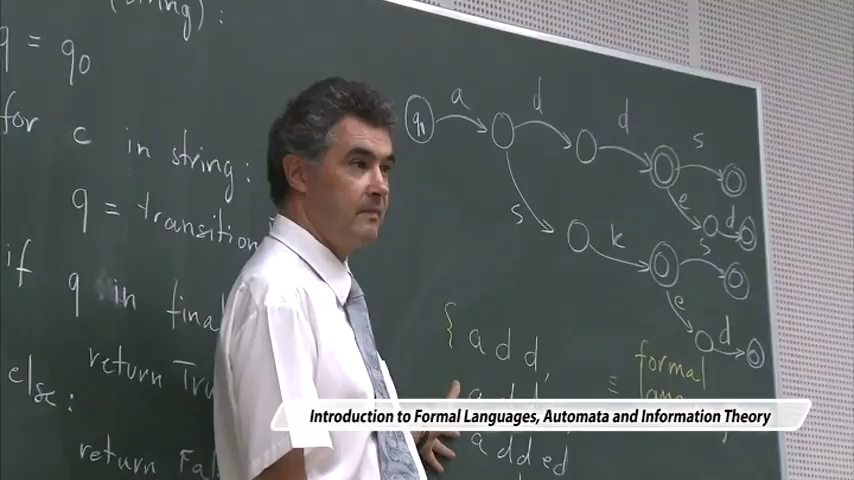 (string):
q = q0
for c in string:
q = transition
if q in final
return Tru
else:
return Fal
q0 a d d s
e d
s k s
e d
{ add,
added
≡ formal
Introduction to Formal Languages, Automata and Information Theory